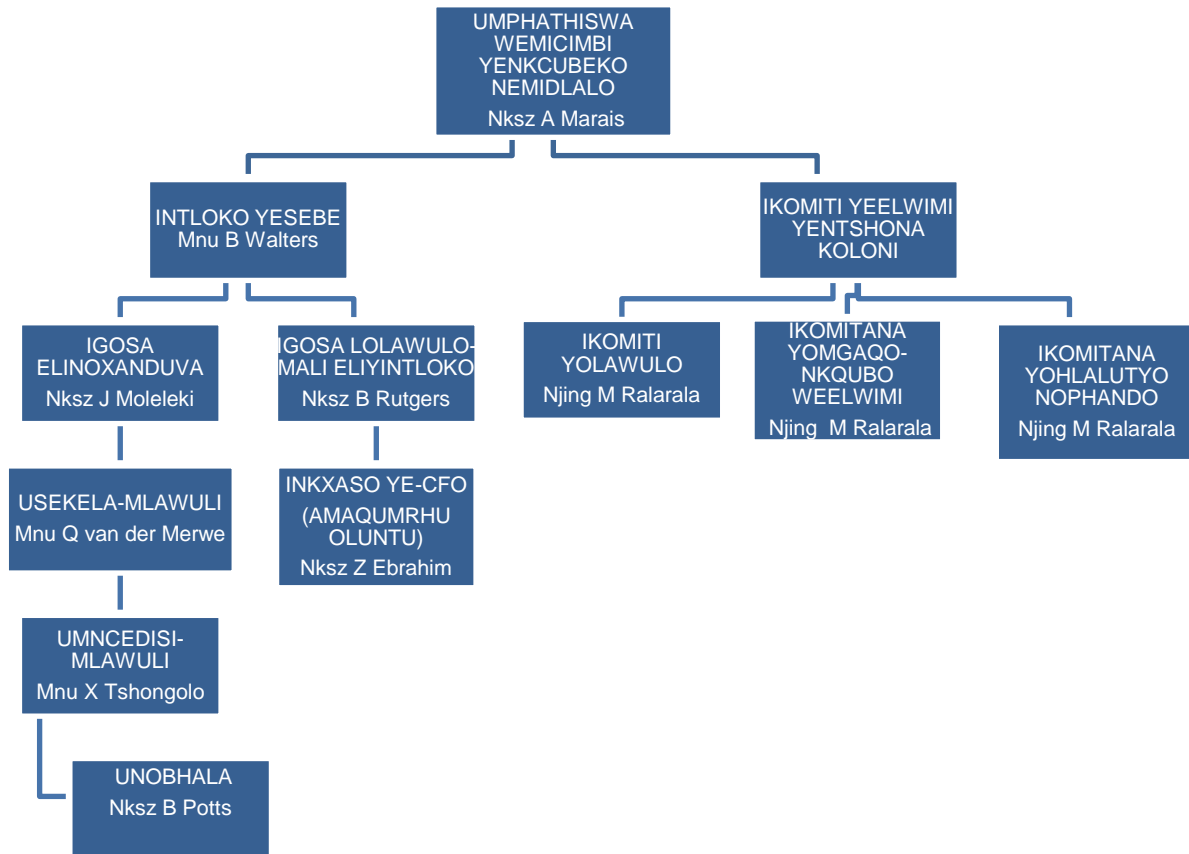 UMPHATHISWA
WEMICIMBI
YENKCUBEKO
NEMIDLALO
Nksz A Marais
INTLOKO YESEBE
Mnu B Walters
IKOMITI YEELWIMI
YENTSHONA
KOLONI
IGOSA
ELINOXANDUVA
Nksz J Moleleki
IGOSA LOLAWULO-
MALI ELIYINTLOKO
Nksz B Rutgers
IKOMITI
YOLAWULO
Njing M Ralarala
IKOMITANA
YOMGAQO-
NKQUBO
WEELWIMI
Njing M Ralarala
IKOMITANA
YOHLALUTYO
NOPHANDO
Njing M Ralarala
USEKELA-MLAWULI
Mnu Q van der Merwe
INKXASO YE-CFO
(AMAQUMRHU
OLUNTU)
Nksz Z Ebrahim
UMNCEDISI-
MLAWULI
Mnu X Tshongolo
UNOBHALA
Nksz B Potts